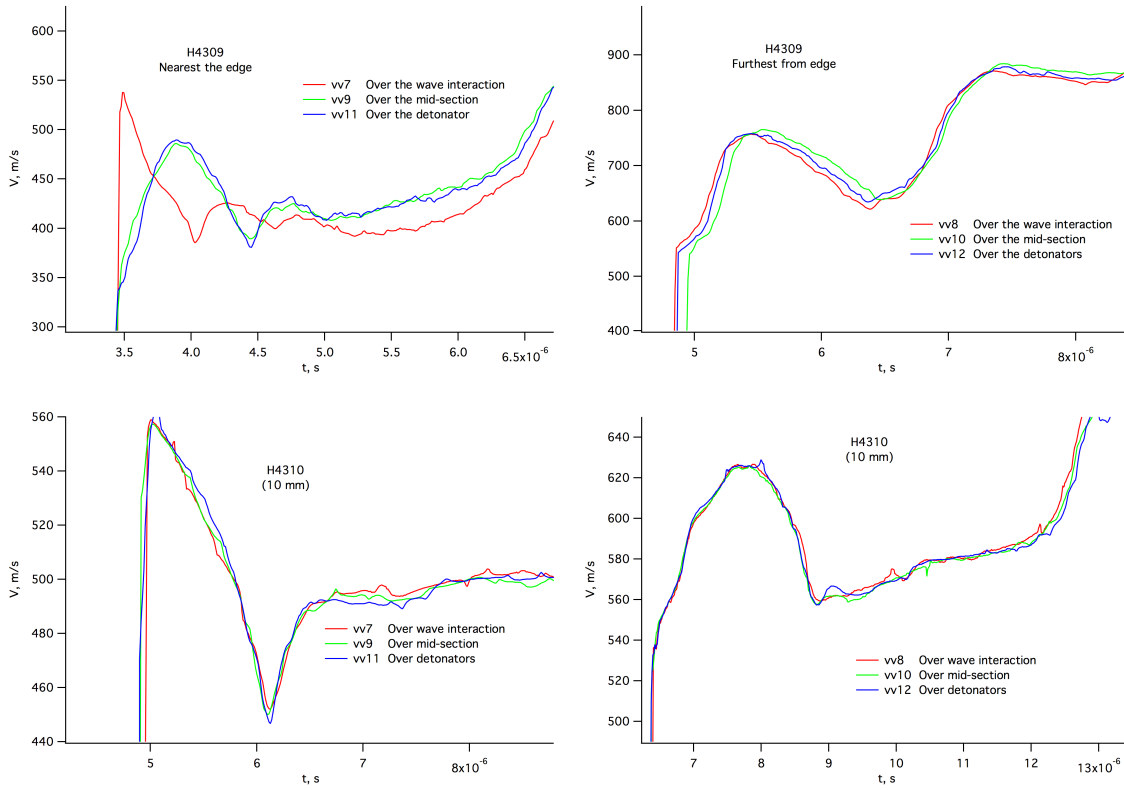 H4309
Nearest the edge
vv7 Over the wave interaction
vv9 Over the mid-section
vv11 Over the detonator
V, m/s
600
550
500
450
400
350
300
3.5 4.0 4.5 5.0 5.5 6.0 6.5x10⁻⁶
t, s
H4309
Furthest from edge
vv8 Over the wave interaction
vv10 Over the mid-section
vv12 Over the detonators
V, m/s
900
800
700
600
500
400
5 6 7 8x10⁻⁶
t, s
H4310
(10 mm)
vv7 Over wave interaction
vv9 Over mid-section
vv11 Over detonators
V, m/s
560
540
520
500
480
460
440
5 6 7 8x10⁻⁶
t, s
H4310
(10 mm)
vv8 Over wave interaction
vv10 Over mid-section
vv12 Over detonators
V, m/s
640
620
600
580
560
540
520
500
7 8 9 10 11 12 13x10⁻⁶
t, s